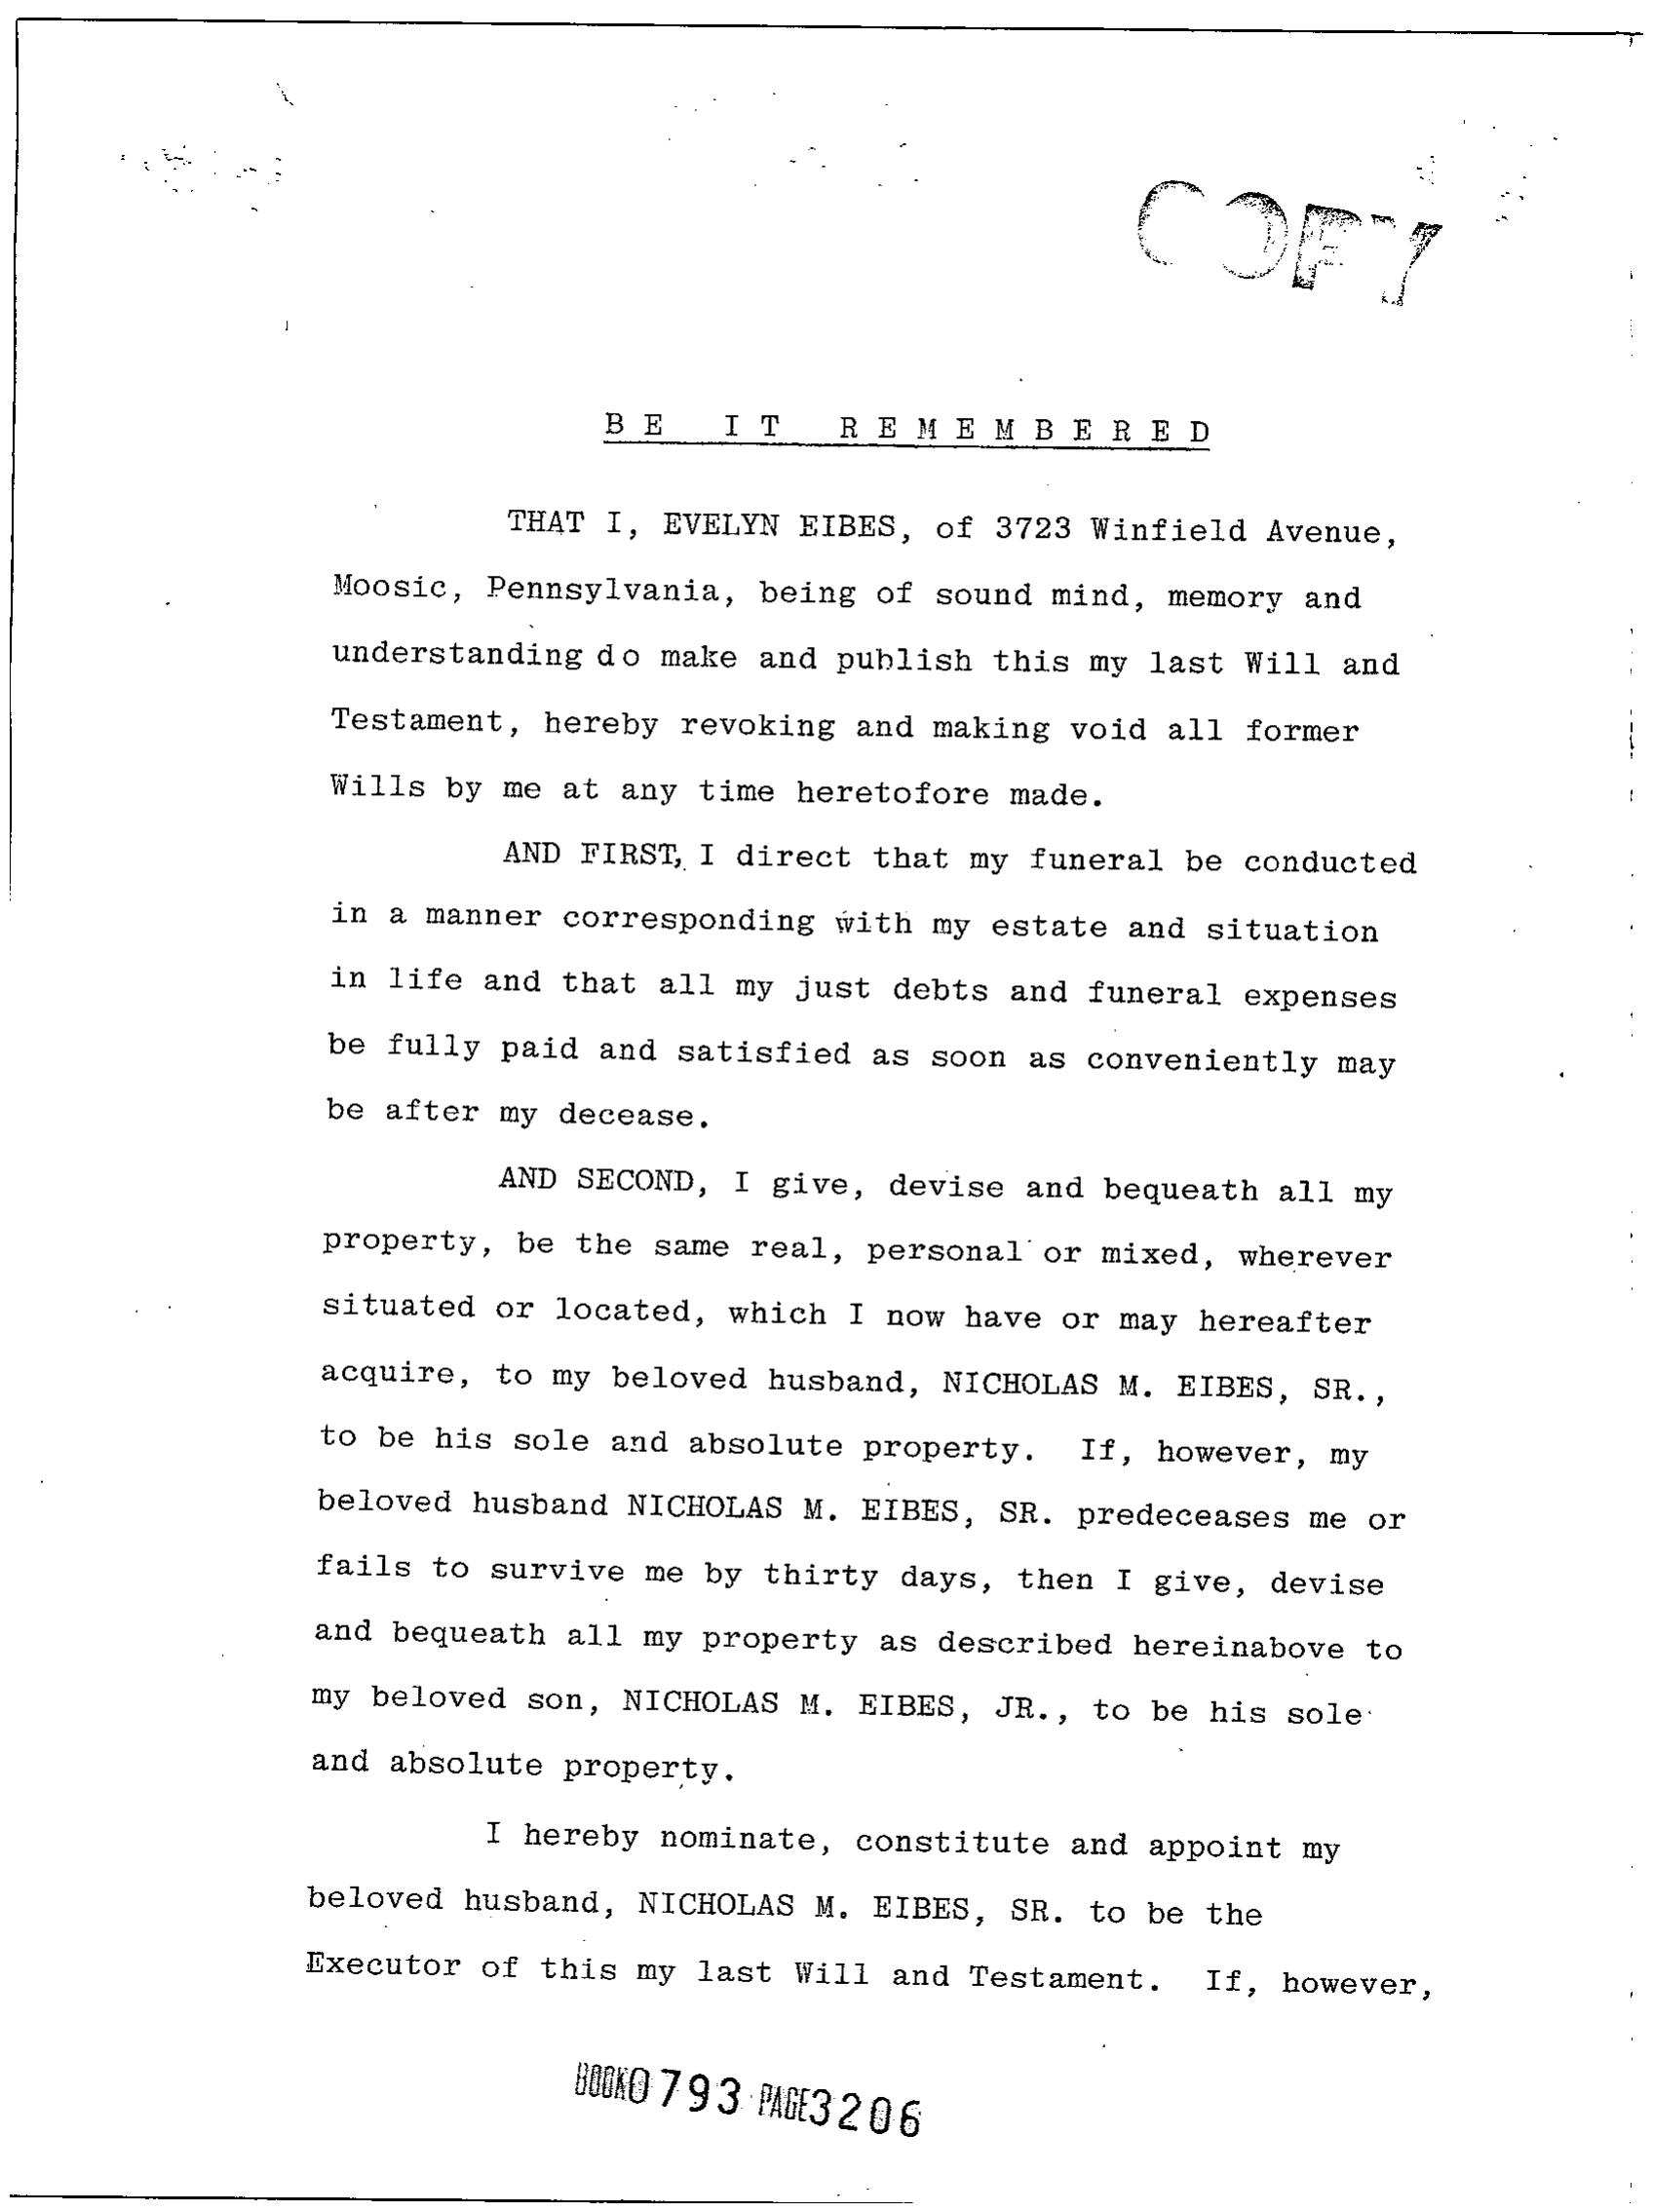 COPY
BE IT REMEMBERED
THAT I, EVELYN EIBES, of 3723 Winfield Avenue,
Moosic, Pennsylvania, being of sound mind, memory and
understanding do make and publish this my last Will and
Testament, hereby revoking and making void all former
Wills by me at any time heretofore made.
AND FIRST, I direct that my funeral be conducted
in a manner corresponding with my estate and situation
in life and that all my just debts and funeral expenses
be fully paid and satisfied as soon as conveniently may
be after my decease.
AND SECOND, I give, devise and bequeath all my
property, be the same real, personal or mixed, wherever
situated or located, which I now have or may hereafter
acquire, to my beloved husband, NICHOLAS M. EIBES, SR.,
to be his sole and absolute property. If, however, my
beloved husband NICHOLAS M. EIBES, SR. predeceases me or
fails to survive me by thirty days, then I give, devise
and bequeath all my property as described hereinabove to
my beloved son, NICHOLAS M. EIBES, JR., to be his sole
and absolute property.
I hereby nominate, constitute and appoint my
beloved husband, NICHOLAS M. EIBES, SR. to be the
Executor of this my last Will and Testament. If, however,
BOOK0793 PAGE3206